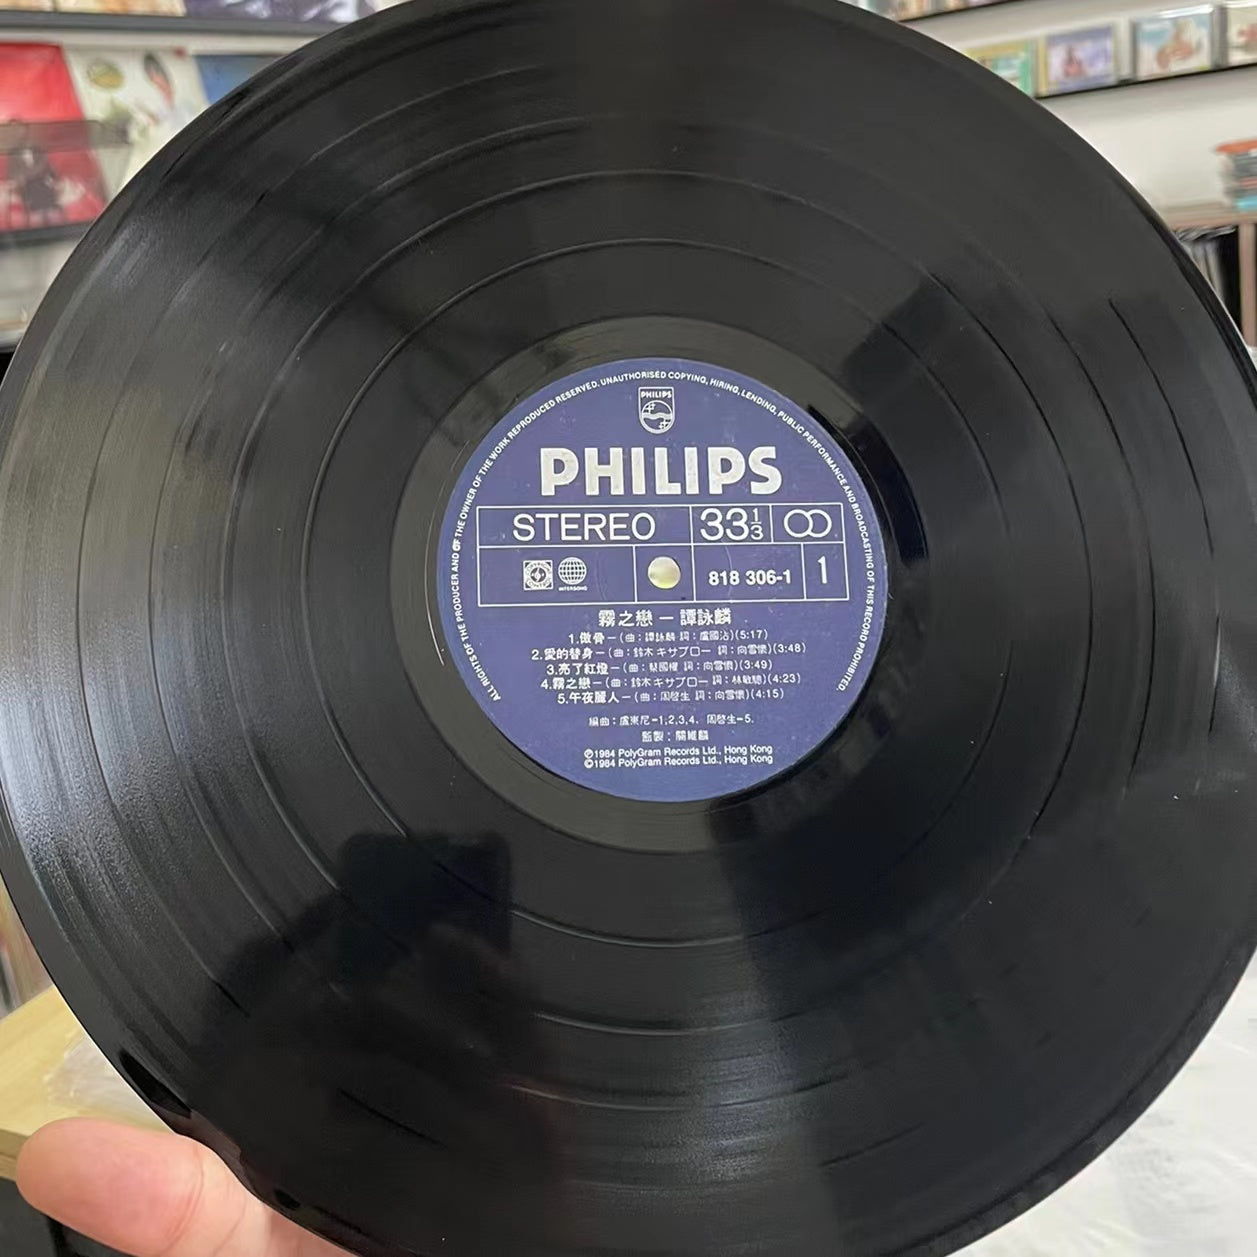 ALL RIGHTS OF THE PRODUCER AND OF THE OWNER OF THE WORK REPRODUCED RESERVED. UNAUTHORISED COPYING, HIRING, LENDING, PUBLIC PERFORMANCE AND BROADCASTING OF THIS RECORD PROHIBITED.
PHILIPS
PHILIPS
STEREO 33⅓
INTERSONG 818 306-1 1
霧之戀－譚詠麟
1.傲骨－(曲：譚詠麟 詞：盧國沾)(5:17)
2.愛的替身－(曲：鈴木キサブロー 詞：向雪懷)(3:48)
3.亮了紅燈－(曲：蔡國權 詞：向雪懷)(3:49)
4.霧之戀－(曲：鈴木キサブロー 詞：林敏驄)(4:23)
5.午夜麗人－(曲：周啓生 詞：向雪懷)(4:15)
編曲：盧東尼-1,2,3,4. 周啓生-5.
監製：關維麟
℗1984 PolyGram Records Ltd., Hong Kong
©1984 PolyGram Records Ltd., Hong Kong